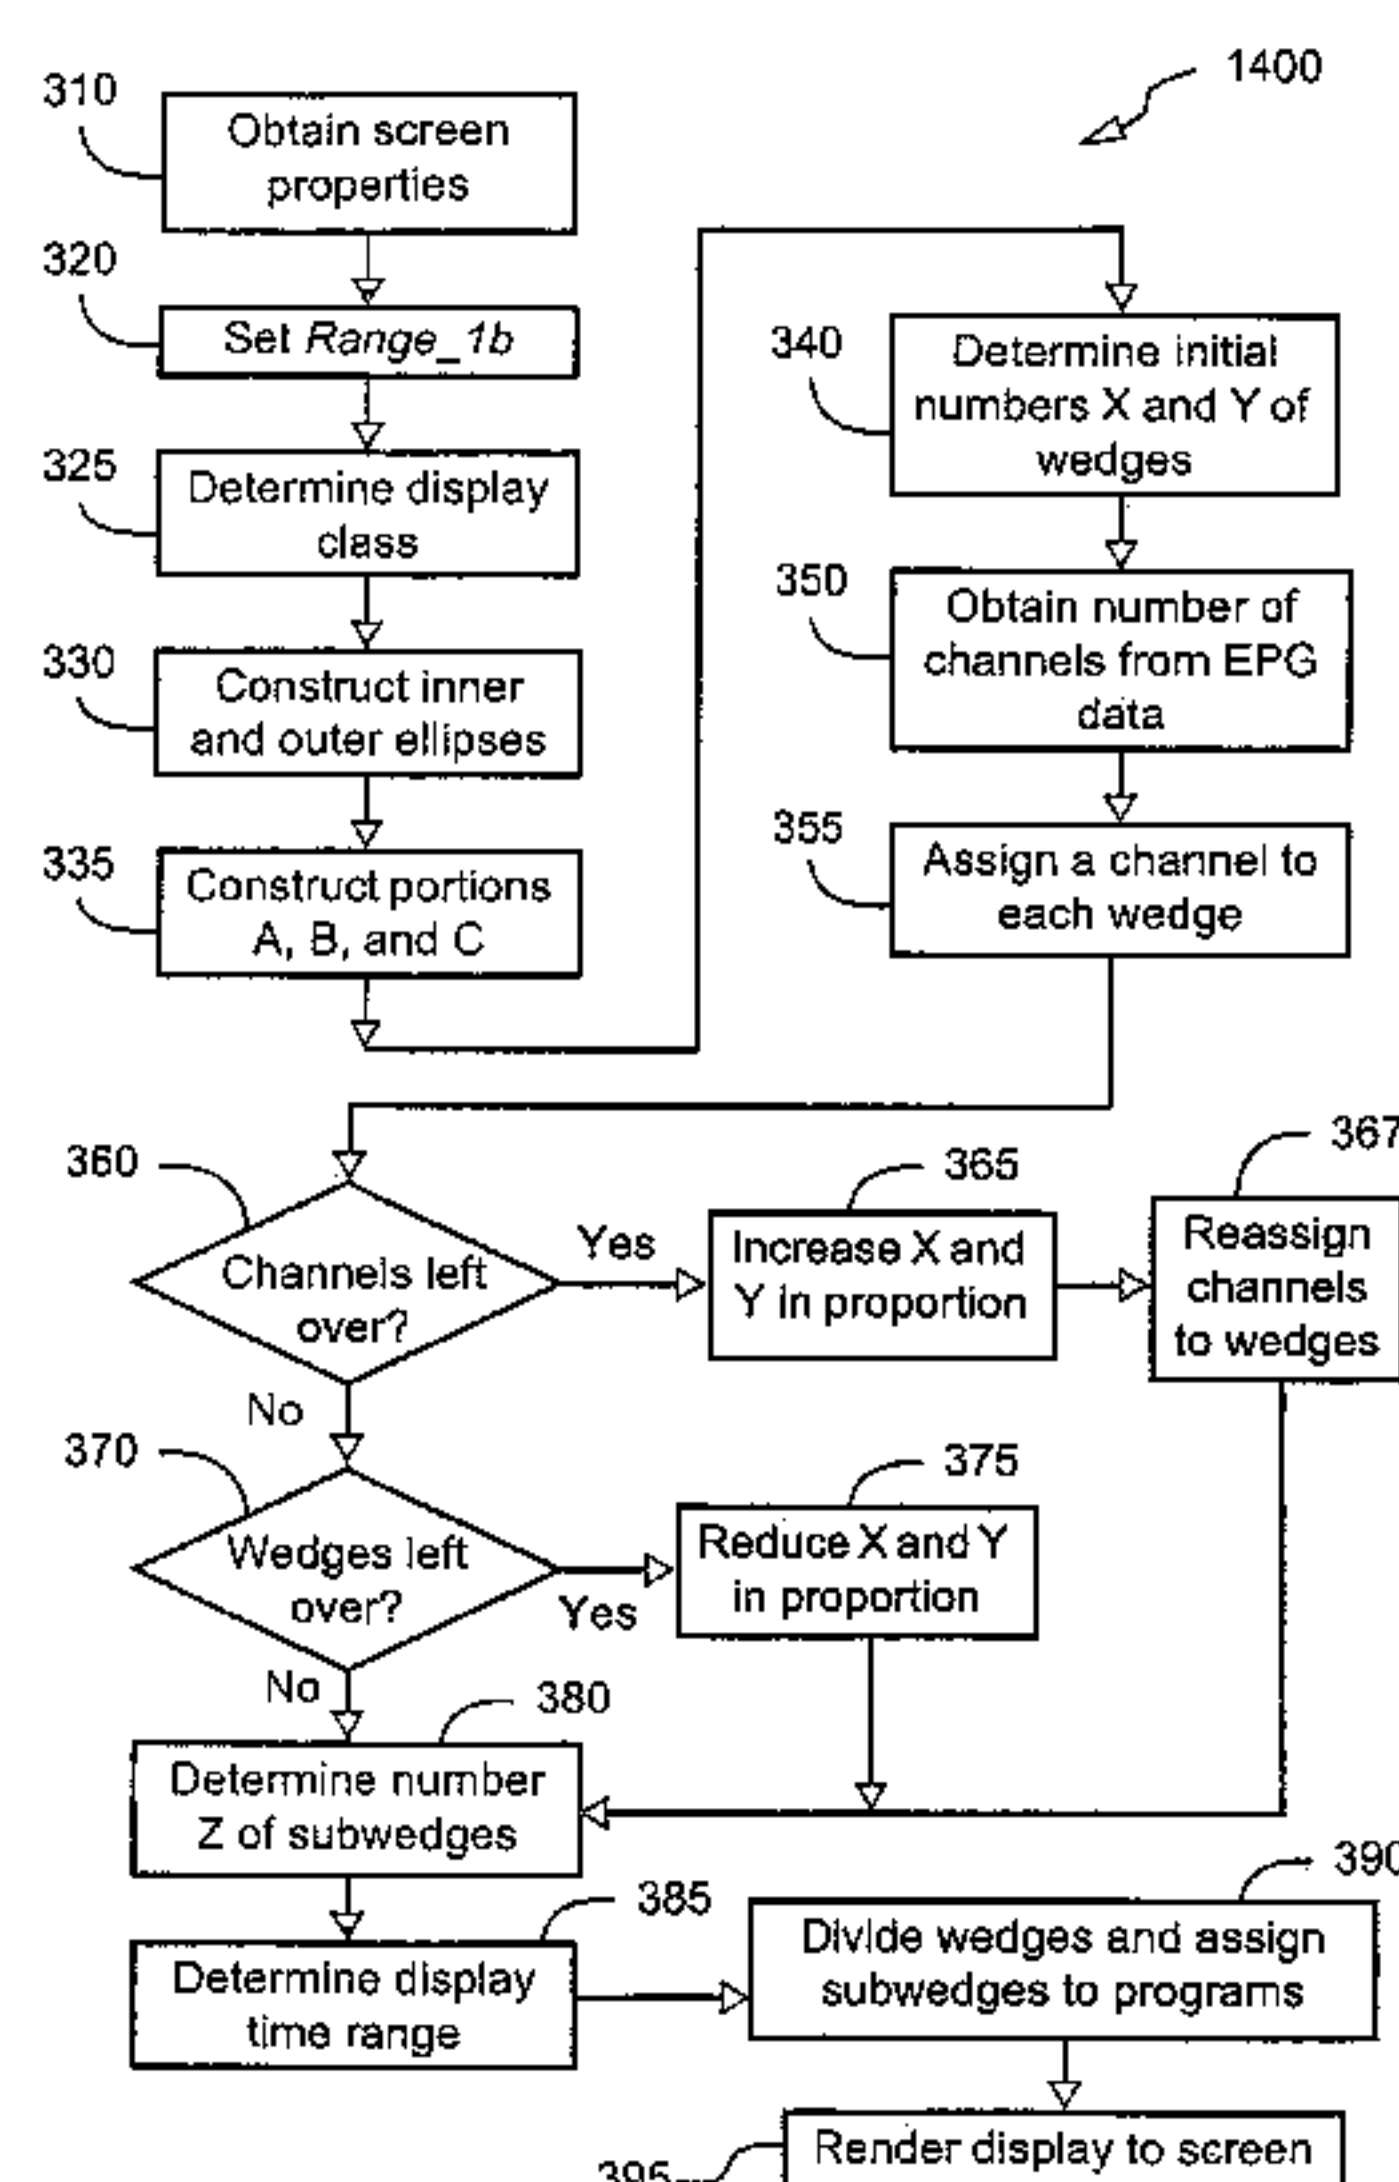 1400
310
Obtain screen
properties
320
Set Range_1b
325
Determine display
class
330
Construct inner
and outer ellipses
335
Construct portions
A, B, and C
340
Determine initial
numbers X and Y of
wedges
350
Obtain number of
channels from EPG
data
355
Assign a channel to
each wedge
360
Channels left
over?
Yes
No
365
Increase X and
Y in proportion
367
Reassign
channels
to wedges
370
Wedges left
over?
Yes
No
375
Reduce X and Y
in proportion
380
Determine number
Z of subwedges
385
Determine display
time range
390
Divide wedges and assign
subwedges to programs
395
Render display to screen